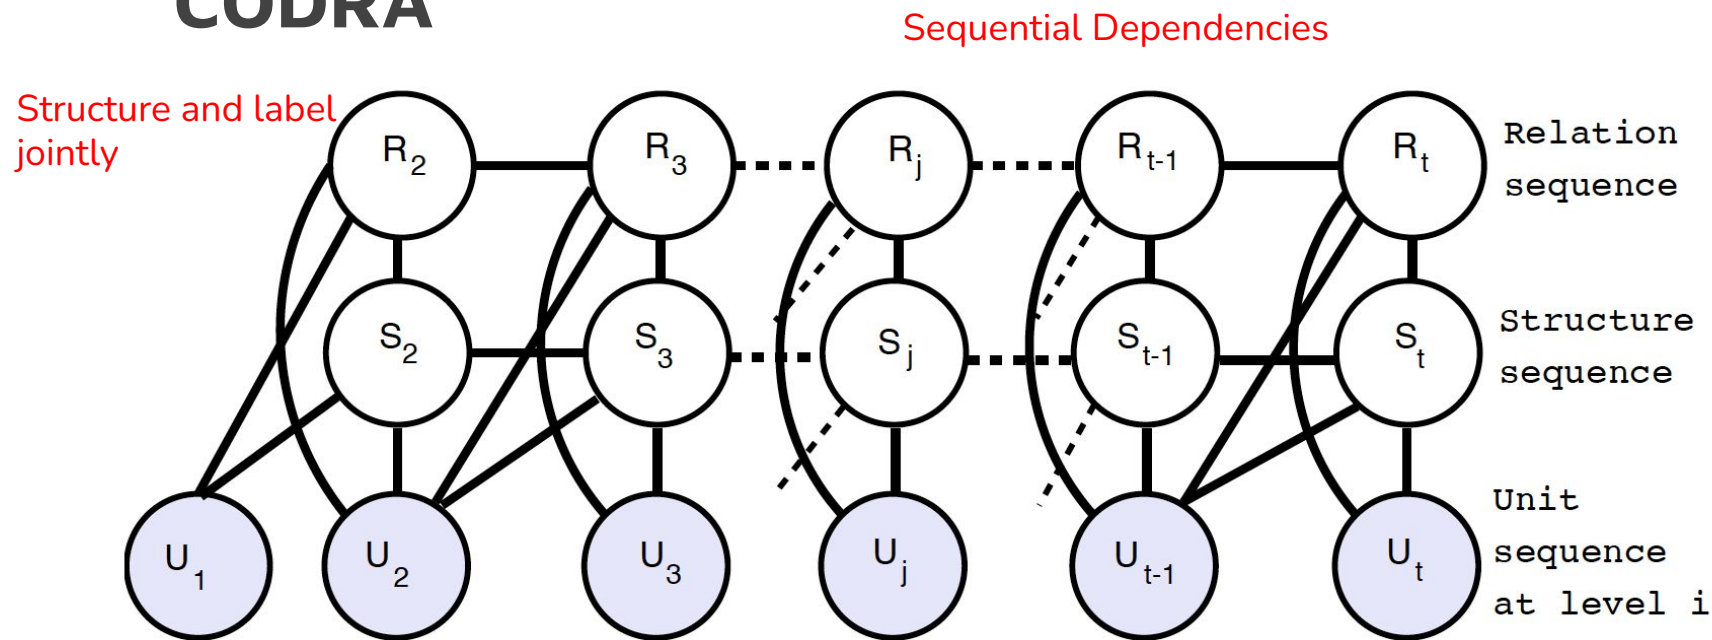 CODRA
Sequential Dependencies
Structure and label
jointly
R2 R3 Rj Rt-1 Rt
Relation
sequence
S2 S3 Sj St-1 St
Structure
sequence
U1 U2 U3 Uj Ut-1 Ut
Unit
sequence
at level i